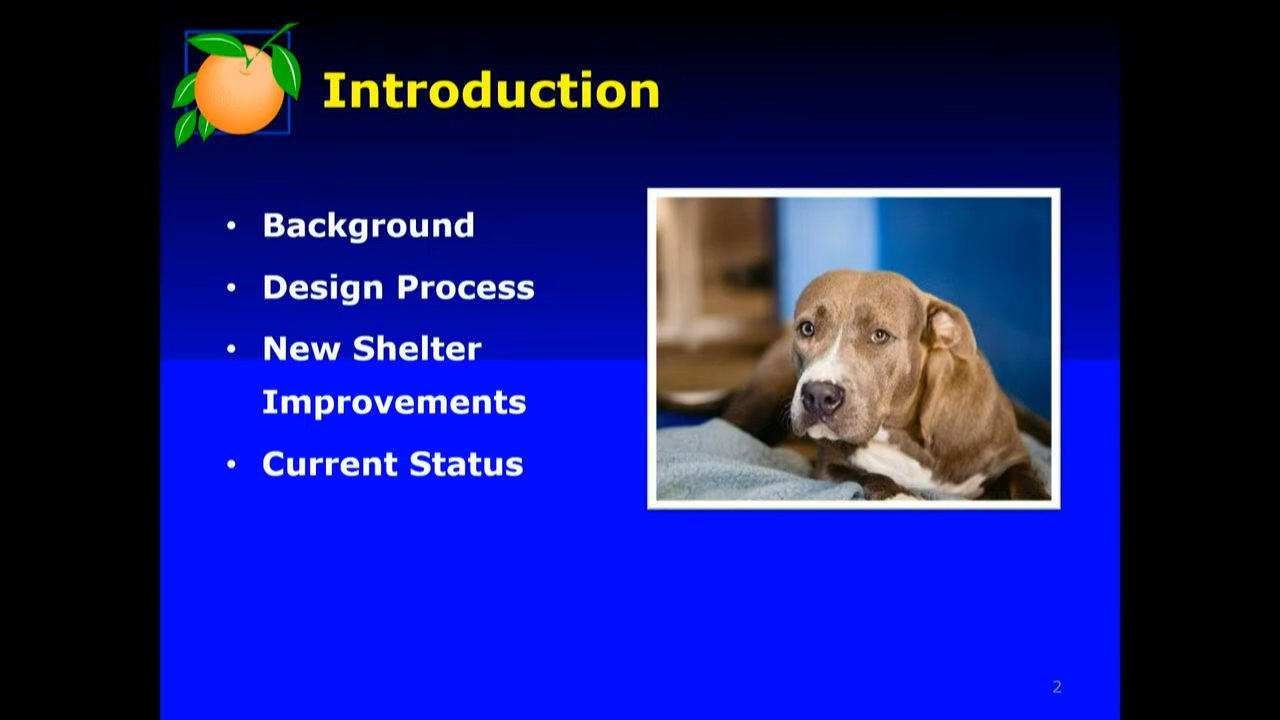 Introduction
• Background
• Design Process
• New Shelter
Improvements
• Current Status
2